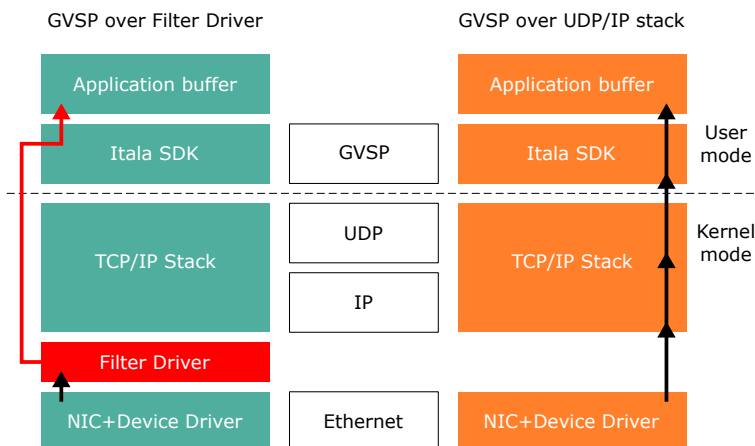 GVSP over Filter Driver
GVSP over UDP/IP stack
Application buffer
Application buffer
Itala SDK
GVSP
Itala SDK
User
mode
TCP/IP Stack
UDP
IP
TCP/IP Stack
Kernel
mode
Filter Driver
NIC+Device Driver
Ethernet
NIC+Device Driver